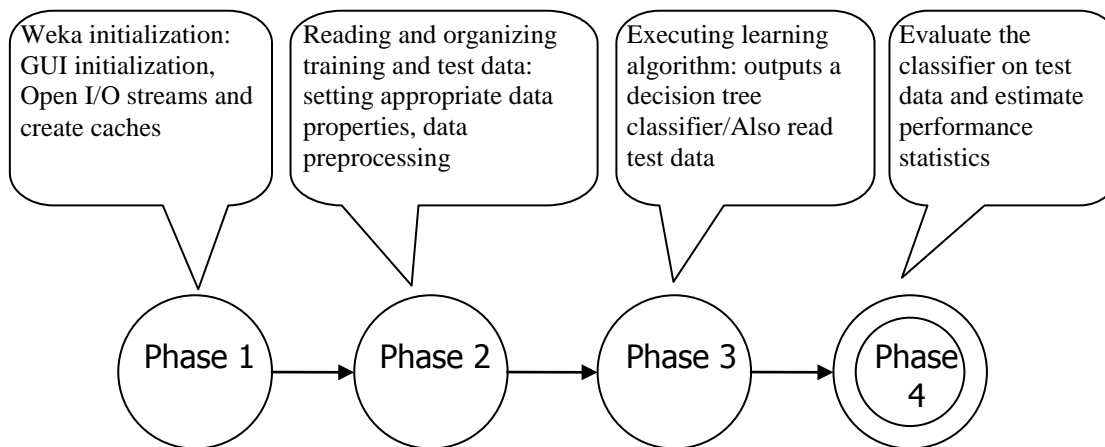 Weka initialization:
GUI initialization,
Open I/O streams and
create caches
Reading and organizing
training and test data:
setting appropriate data
properties, data
preprocessing
Executing learning
algorithm: outputs a
decision tree
classifier/Also read
test data
Evaluate the
classifier on test
data and estimate
performance
statistics
Phase 1
Phase 2
Phase 3
Phase
4